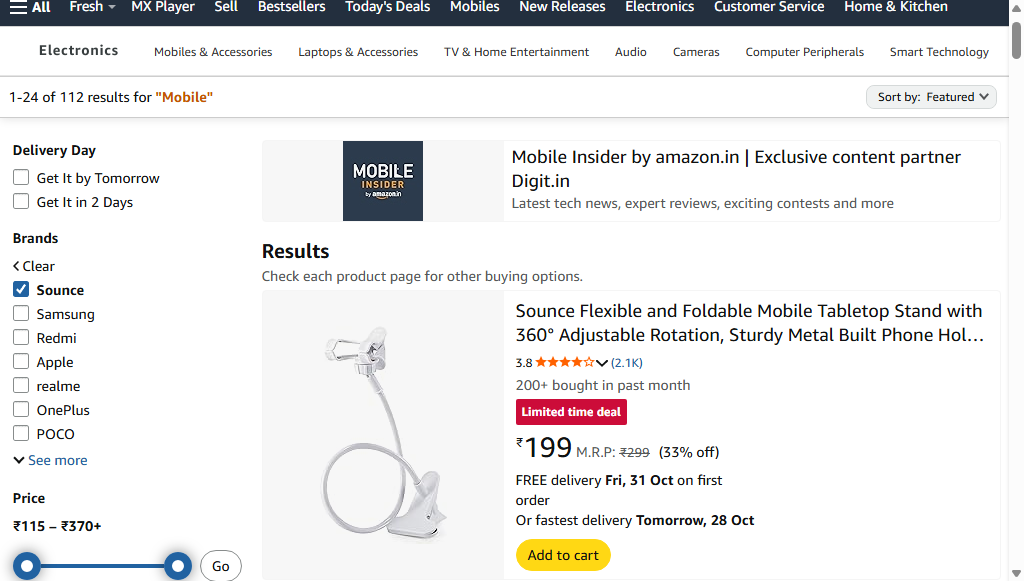 All Fresh MX Player Sell Bestsellers Today's Deals Mobiles New Releases Electronics Customer Service Home & Kitchen
Electronics Mobiles & Accessories Laptops & Accessories TV & Home Entertainment Audio Cameras Computer Peripherals Smart Technology
1-24 of 112 results for "Mobile"
Sort by: Featured
Delivery Day
Get It by Tomorrow
Get It in 2 Days
Brands
Clear
Sounce
Samsung
Redmi
Apple
realme
OnePlus
POCO
See more
Price
₹115 – ₹370+
Go
MOBILE
INSIDER
by amazon.in
Mobile Insider by amazon.in | Exclusive content partner
Digit.in
Latest tech news, expert reviews, exciting contests and more
Results
Check each product page for other buying options.
Sounce Flexible and Foldable Mobile Tabletop Stand with
360° Adjustable Rotation, Sturdy Metal Built Phone Hol...
3.8 (2.1K)
200+ bought in past month
Limited time deal
₹199 M.R.P: ₹299 (33% off)
FREE delivery Fri, 31 Oct on first
order
Or fastest delivery Tomorrow, 28 Oct
Add to cart